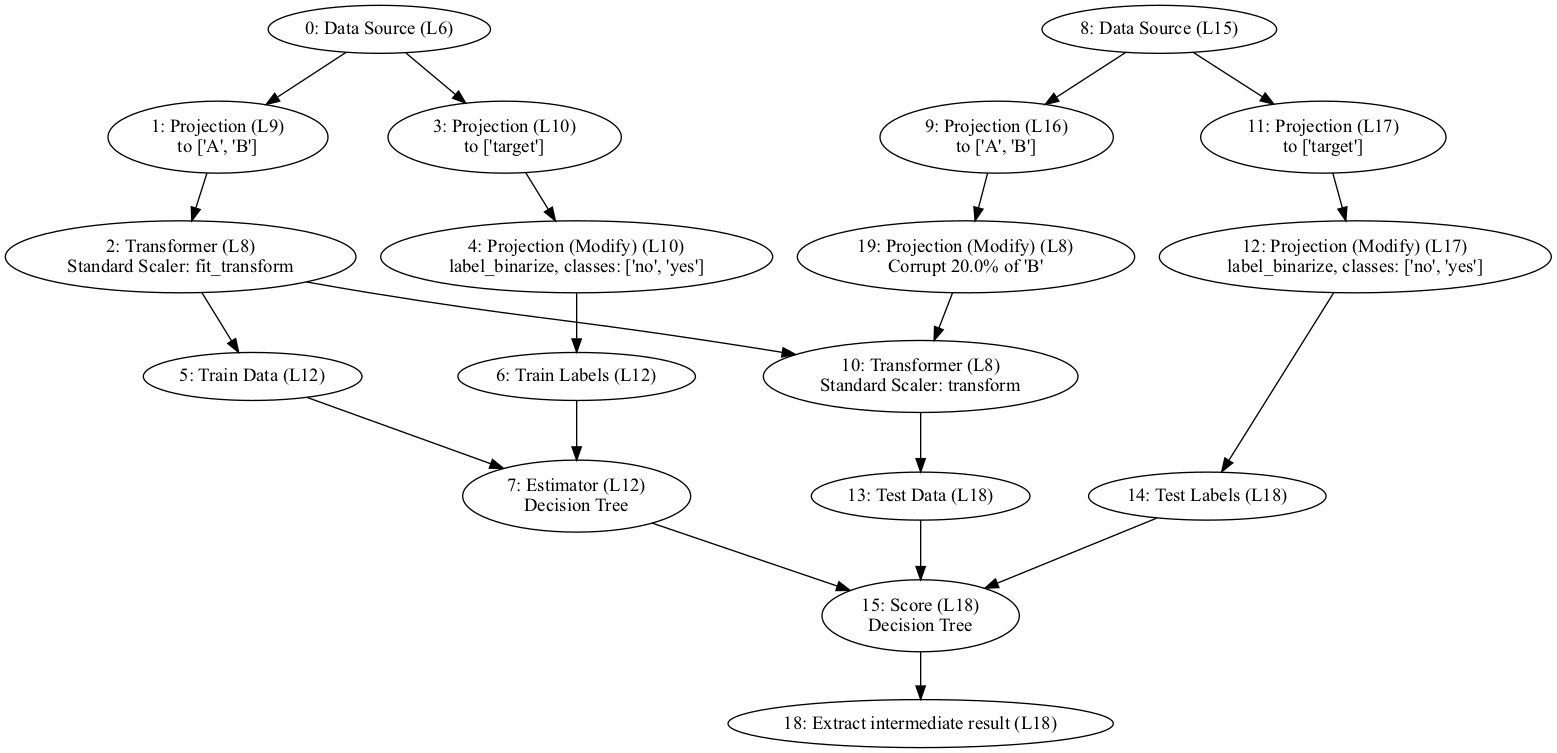 0: Data Source (L6)
8: Data Source (L15)
1: Projection (L9)
to ['A', 'B']
3: Projection (L10)
to ['target']
9: Projection (L16)
to ['A', 'B']
11: Projection (L17)
to ['target']
2: Transformer (L8)
Standard Scaler: fit_transform
4: Projection (Modify) (L10)
label_binarize, classes: ['no', 'yes']
19: Projection (Modify) (L8)
Corrupt 20.0% of 'B'
12: Projection (Modify) (L17)
label_binarize, classes: ['no', 'yes']
5: Train Data (L12)
6: Train Labels (L12)
10: Transformer (L8)
Standard Scaler: transform
7: Estimator (L12)
Decision Tree
13: Test Data (L18)
14: Test Labels (L18)
15: Score (L18)
Decision Tree
18: Extract intermediate result (L18)